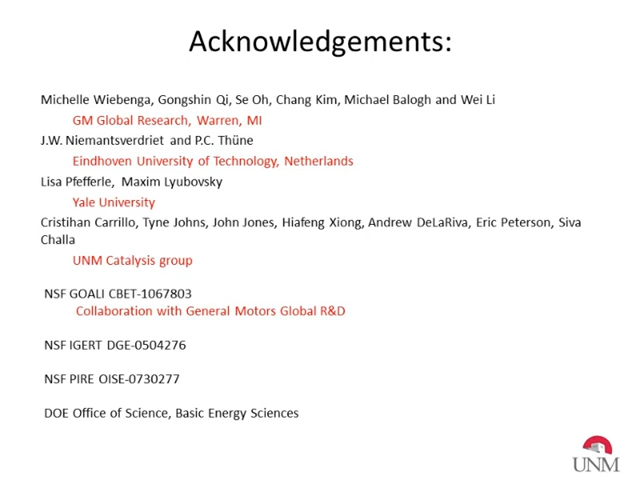 Acknowledgements:
Michelle Wiebenga, Gongshin Qi, Se Oh, Chang Kim, Michael Balogh and Wei Li
GM Global Research, Warren, MI
J.W. Niemantsverdriet and P.C. Thüne
Eindhoven University of Technology, Netherlands
Lisa Pfefferle, Maxim Lyubovsky
Yale University
Cristihan Carrillo, Tyne Johns, John Jones, Hiafeng Xiong, Andrew DeLaRiva, Eric Peterson, Siva
Challa
UNM Catalysis group
NSF GOALI CBET-1067803
Collaboration with General Motors Global R&D
NSF IGERT DGE-0504276
NSF PIRE OISE-0730277
DOE Office of Science, Basic Energy Sciences
UNM